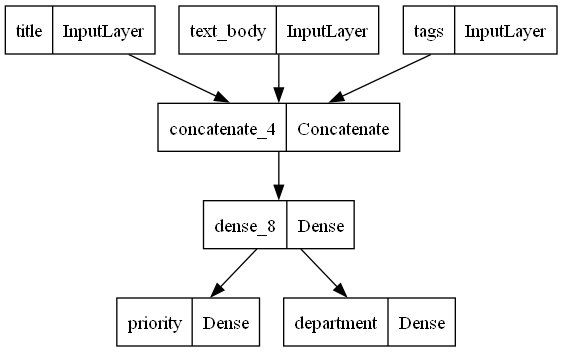 title InputLayer text_body InputLayer tags InputLayer
concatenate_4 Concatenate
dense_8 Dense
priority Dense department Dense